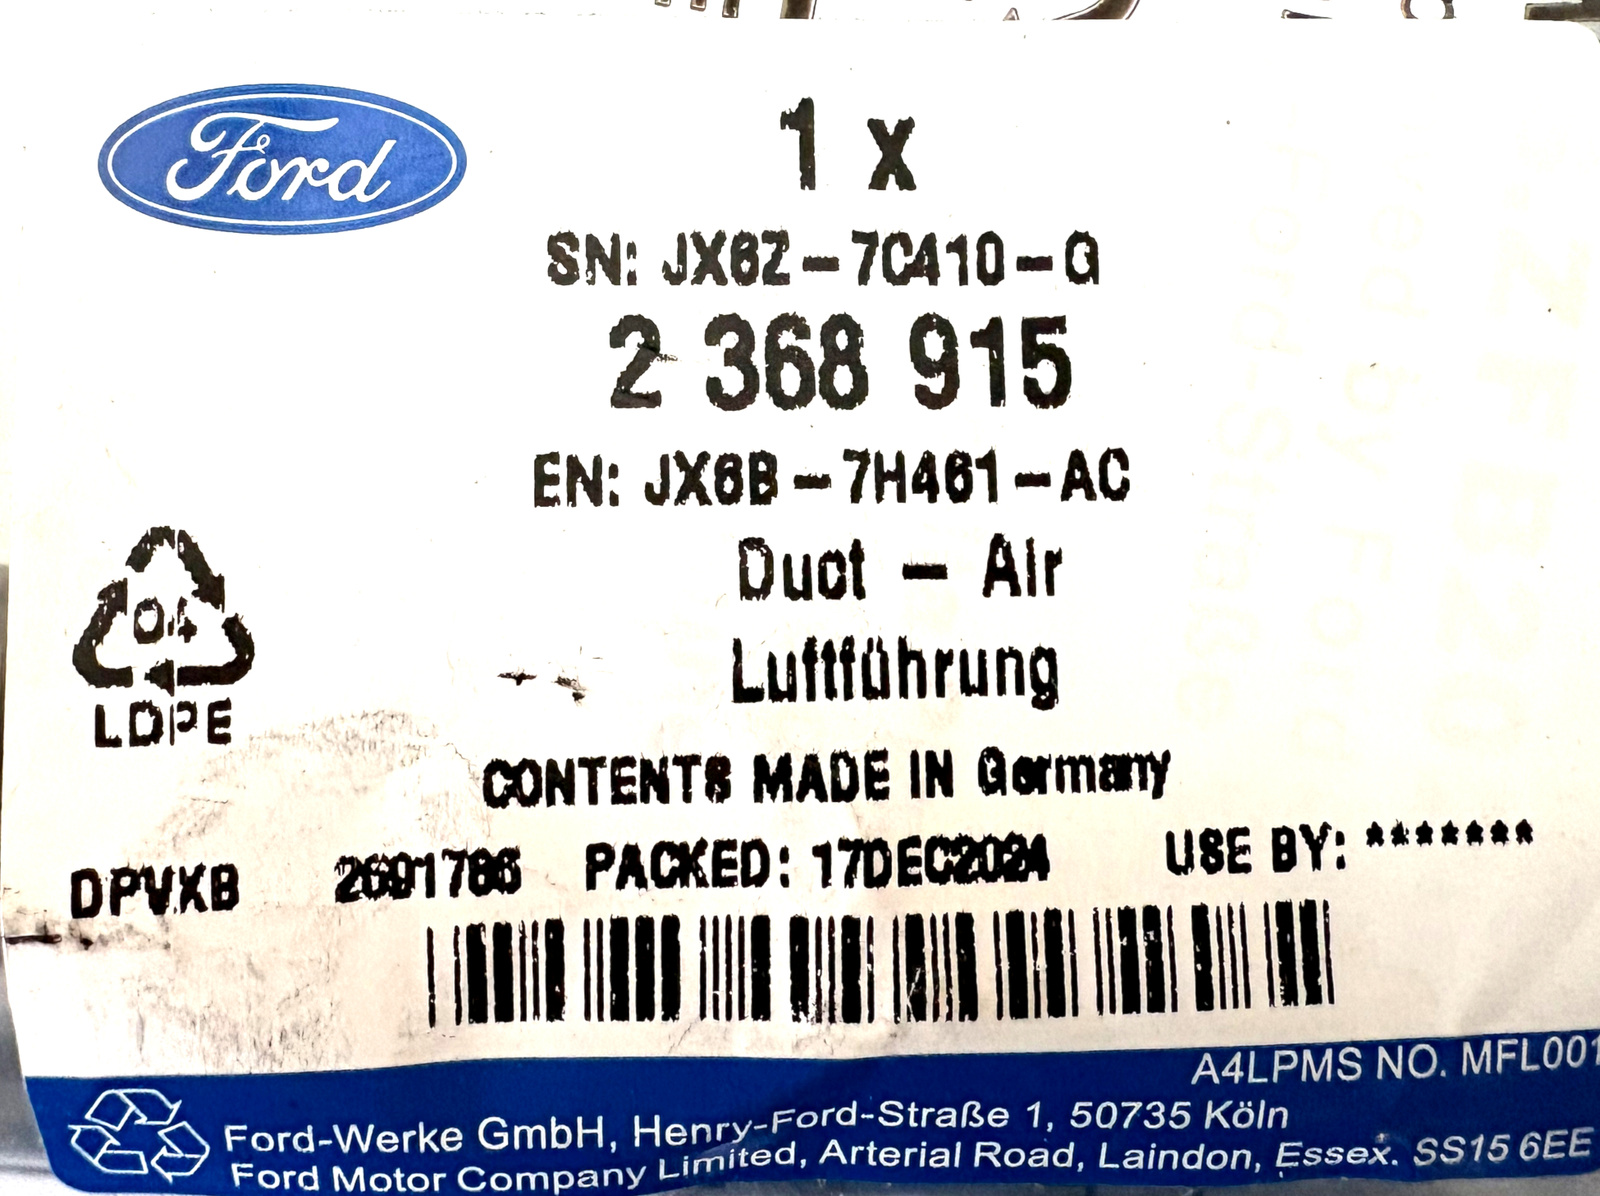 Ford
1 x
SN: JX6Z-7C410-G
2 368 915
EN: JX6B-7H461-AC
Duct - Air
Luftführung
04
LDPE
CONTENTS MADE IN Germany
DPVXB 2691786 PACKED: 17DEC2024 USE BY: *******
A4LPMS NO. MFL001
Ford-Werke GmbH, Henry-Ford-Straße 1, 50735 Köln
Ford Motor Company Limited, Arterial Road, Laindon, Essex. SS15 6EE